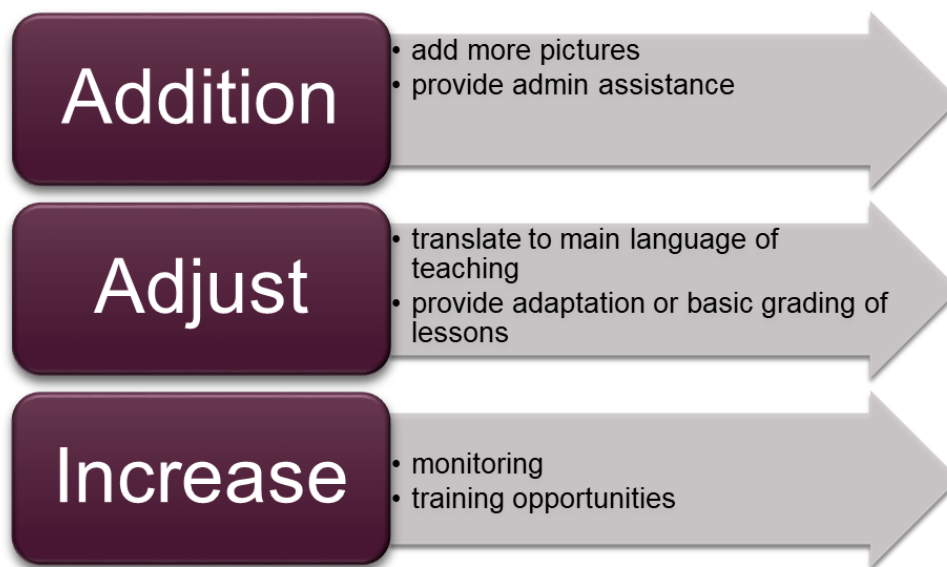 Addition
• add more pictures
• provide admin assistance
Adjust
• translate to main language of
teaching
• provide adaptation or basic grading of
lessons
Increase
• monitoring
• training opportunities